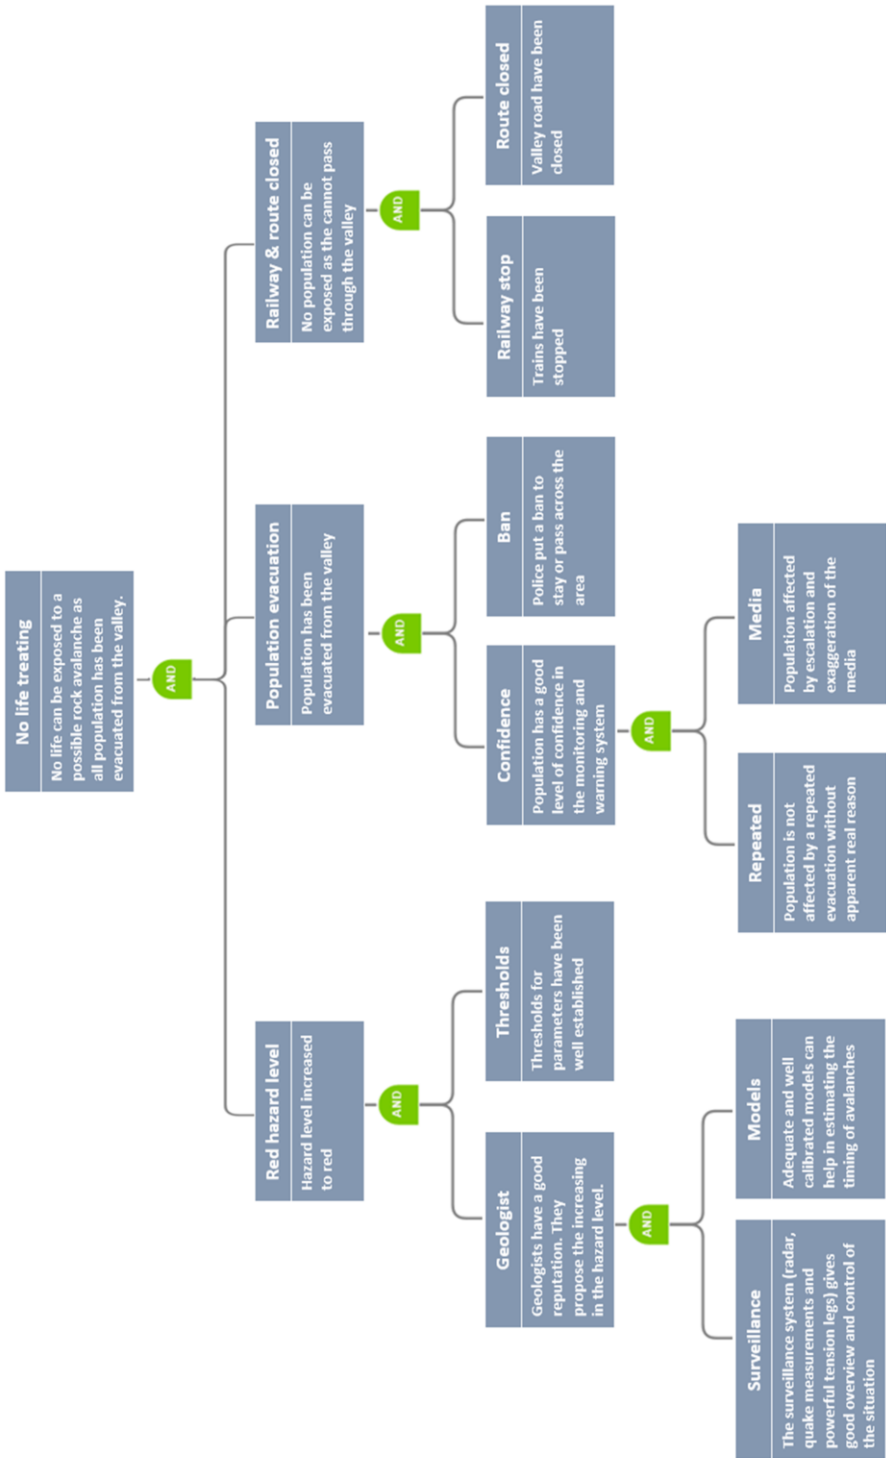 No life treating
No life can be exposed to a
possible rock avalanche as
all population has been
evacuated from the valley.
AND
Red hazard level
Hazard level increased
to red
Population evacuation
Population has been
evacuated from the valley
Railway & route closed
No population can be
exposed as the cannot pass
through the valley
AND
AND
AND
Geologist
Geologists have a good
reputation. They
propose the increasing
in the hazard level.
Thresholds
Thresholds for
parameters have been
well established
Confidence
Population has a good
level of confidence in
the monitoring and
warning system
Ban
Police put a ban to
stay or pass across the
area
Railway stop
Trains have been
stopped
Route closed
Valley road have been
closed
AND
AND
Surveillance
The surveillance system (radar,
quake measurements and
powerful tension legs) gives
good overview and control of
the situation
Models
Adequate and well
calibrated models can
help in estimating the
timing of avalanches
Repeated
Population is not
affected by a repeated
evacuation without
apparent real reason
Media
Population affected
by escalation and
exaggeration of the
media